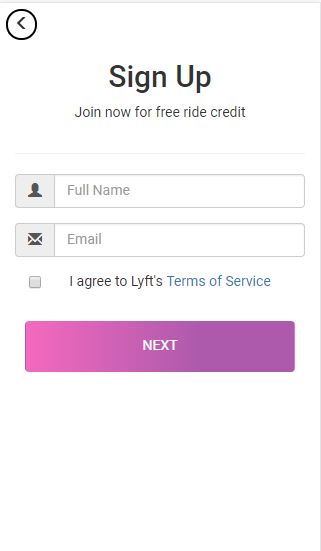 Sign Up
Join now for free ride credit
Full Name
Email
I agree to Lyft's Terms of Service
NEXT